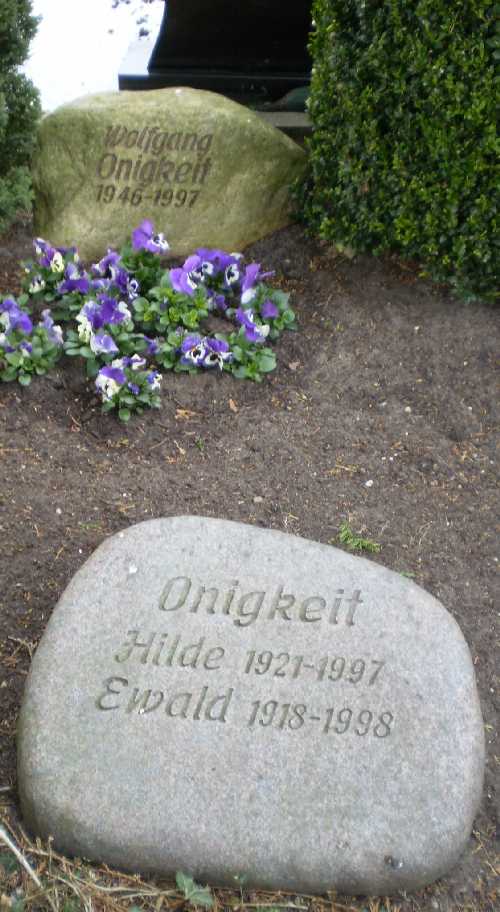 Wolfgang
Onigkeit
1946-1997
Onigkeit
Hilde 1921-1997
Ewald 1918-1998